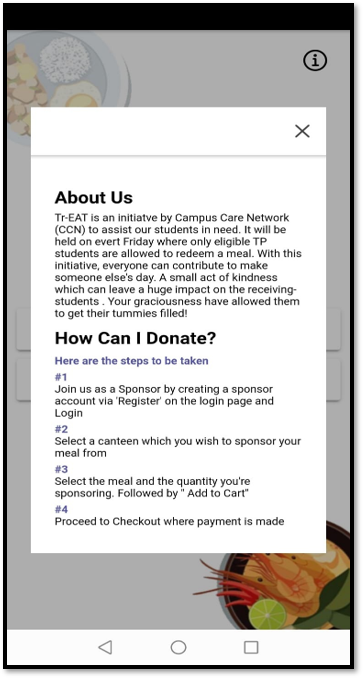 About Us
Tr-EAT is an initiatve by Campus Care Network
(CCN) to assist our students in need. It will be
held on evert Friday where only eligible TP
students are allowed to redeem a meal. With this
initiative, everyone can contribute to make
someone else's day. A small act of kindness
which can leave a huge impact on the receiving-
students . Your graciousness have allowed them
to get their tummies filled!
How Can I Donate?
Here are the steps to be taken
#1
Join us as a Sponsor by creating a sponsor
account via 'Register' on the login page and
Login
#2
Select a canteen which you wish to sponsor your
meal from
#3
Select the meal and the quantity you're
sponsoring. Followed by " Add to Cart"
#4
Proceed to Checkout where payment is made